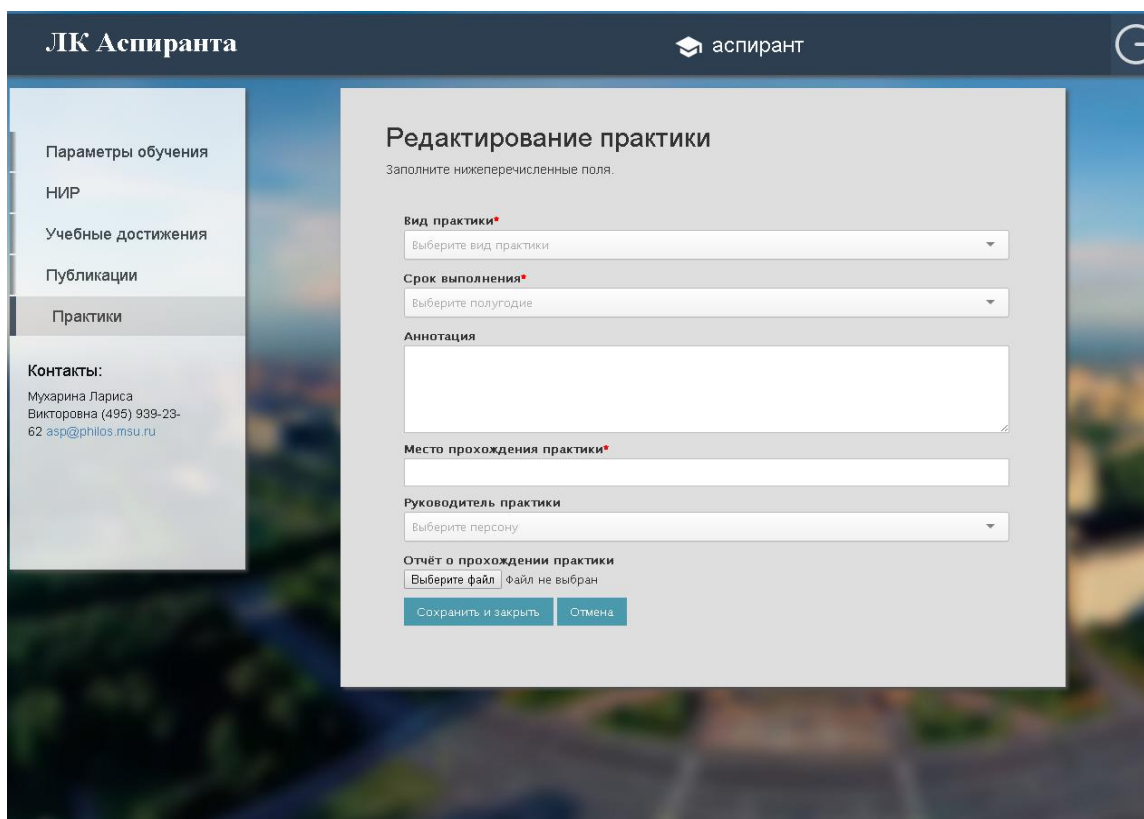 ЛК Аспиранта
аспирант
Параметры обучения
НИР
Учебные достижения
Публикации
Практики
Контакты:
Мухарина Лариса
Викторовна (495) 939-23-
62 asp@philos.msu.ru
Редактирование практики
Заполните нижеперечисленные поля.
Вид практики*
Выберите вид практики
Срок выполнения*
Выберите полугодие
Аннотация
Место прохождения практики*
Руководитель практики
Выберите персону
Отчёт о прохождении практики
Выберите файл Файл не выбран
Сохранить и закрыть Отмена